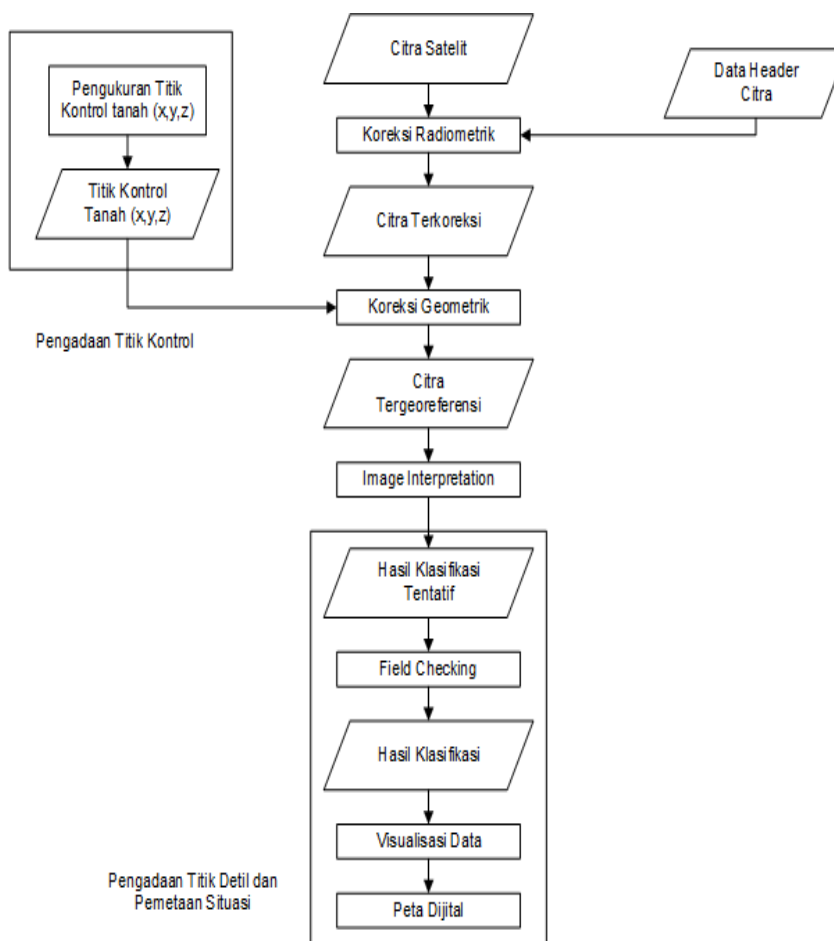 Citra Satelit
Data Header
Citra
Pengukuran Titik
Kontrol tanah (x,y,z)
Koreksi Radiometrik
Titik Kontrol
Tanah (x,y,z)
Citra Terkoreksi
Koreksi Geometrik
Pengadaan Titik Kontrol
Citra
Tergeoreferensi
Image Interpretation
Hasil Klasifikasi
Tentatif
Field Checking
Hasil Klasifikasi
Visualisasi Data
Pengadaan Titik Detil dan
Pemetaan Situasi
Peta Dijital